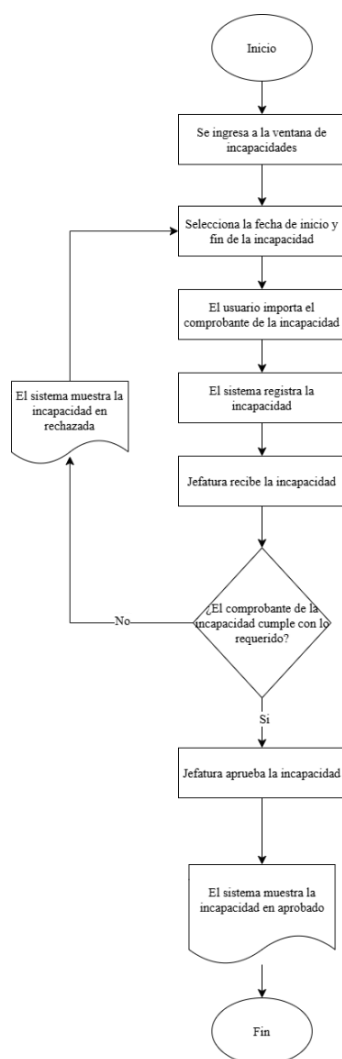 Inicio
Se ingresa a la ventana de
incapacidades
Selecciona la fecha de inicio y
fin de la incapacidad
El usuario importa el
comprobante de la incapacidad
El sistema muestra la
incapacidad en
rechazada
El sistema registra la
incapacidad
Jefatura recibe la incapacidad
¿El comprobante de la
incapacidad cumple con lo
requerido?
No
Si
Jefatura aprueba la incapacidad
El sistema muestra la
incapacidad en aprobado
Fin